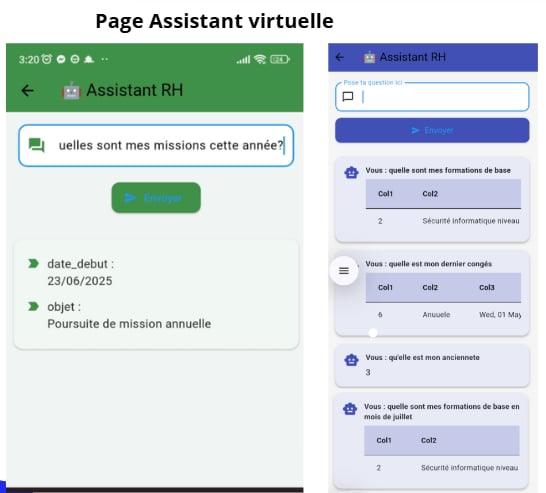 Page Assistant virtuelle
3:20
Assistant RH
uelles sont mes missions cette année?
Envoyer
date_debut :
23/06/2025
objet :
Poursuite de mission annuelle
Assistant RH
Pose ta question ici
Envoyer
Vous : quelle sont mes formations de base
Col1 Col2
2 Sécurité informatique niveau
Vous : quelle est mon dernier congés
Col1 Col2 Col3
6 Anuuele Wed, 01 May
Vous : qu'elle est mon anciennete
3
Vous : quelle sont mes formations de base en
mois de juillet
Col1 Col2
2 Sécurité informatique niveau